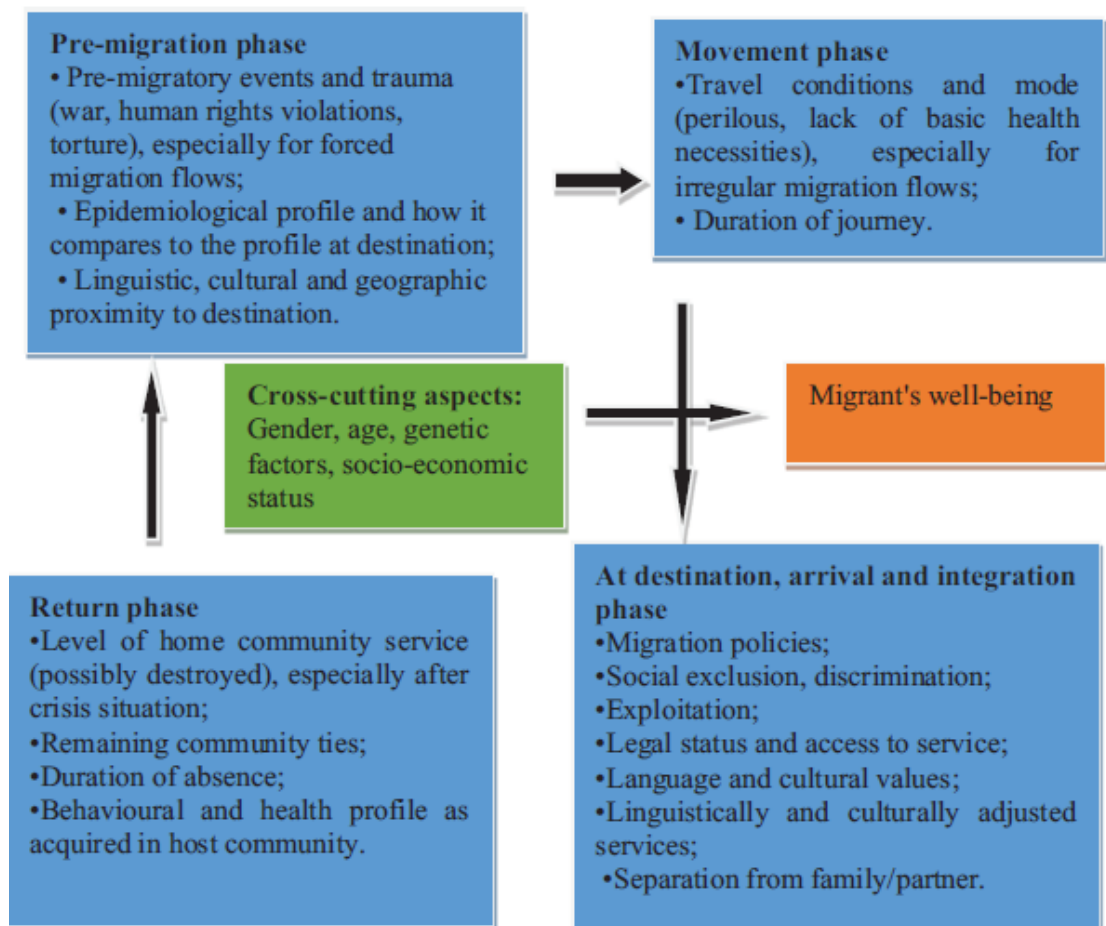 Pre-migration phase
• Pre-migratory events and trauma
(war, human rights violations,
torture), especially for forced
migration flows;
• Epidemiological profile and how it
compares to the profile at destination;
• Linguistic, cultural and geographic
proximity to destination.
Movement phase
•Travel conditions and mode
(perilous, lack of basic health
necessities), especially for
irregular migration flows;
• Duration of journey.
Cross-cutting aspects:
Gender, age, genetic
factors, socio-economic
status
Migrant's well-being
Return phase
•Level of home community service
(possibly destroyed), especially after
crisis situation;
•Remaining community ties;
•Duration of absence;
•Behavioural and health profile as
acquired in host community.
At destination, arrival and integration
phase
•Migration policies;
•Social exclusion, discrimination;
•Exploitation;
•Legal status and access to service;
•Language and cultural values;
•Linguistically and culturally adjusted
services;
•Separation from family/partner.